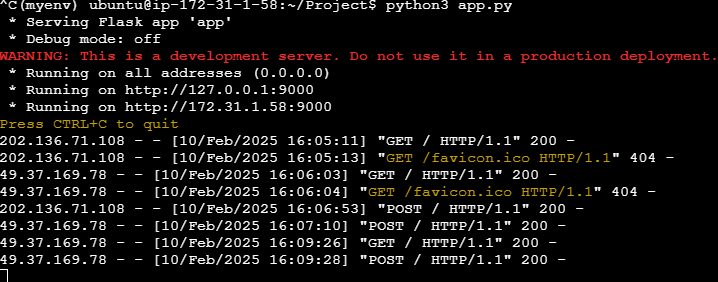 ^C(myenv) ubuntu@ip-172-31-1-58:~/Project$ python3 app.py
 * Serving Flask app 'app'
 * Debug mode: off
WARNING: This is a development server. Do not use it in a production deployment.
 * Running on all addresses (0.0.0.0)
 * Running on http://127.0.0.1:9000
 * Running on http://172.31.1.58:9000
Press CTRL+C to quit
202.136.71.108 - - [10/Feb/2025 16:05:11] "GET / HTTP/1.1" 200 -
202.136.71.108 - - [10/Feb/2025 16:05:13] "GET /favicon.ico HTTP/1.1" 404 -
49.37.169.78 - - [10/Feb/2025 16:06:03] "GET / HTTP/1.1" 200 -
49.37.169.78 - - [10/Feb/2025 16:06:04] "GET /favicon.ico HTTP/1.1" 404 -
202.136.71.108 - - [10/Feb/2025 16:06:53] "POST / HTTP/1.1" 200 -
49.37.169.78 - - [10/Feb/2025 16:07:10] "POST / HTTP/1.1" 200 -
49.37.169.78 - - [10/Feb/2025 16:09:26] "GET / HTTP/1.1" 200 -
49.37.169.78 - - [10/Feb/2025 16:09:28] "POST / HTTP/1.1" 200 -